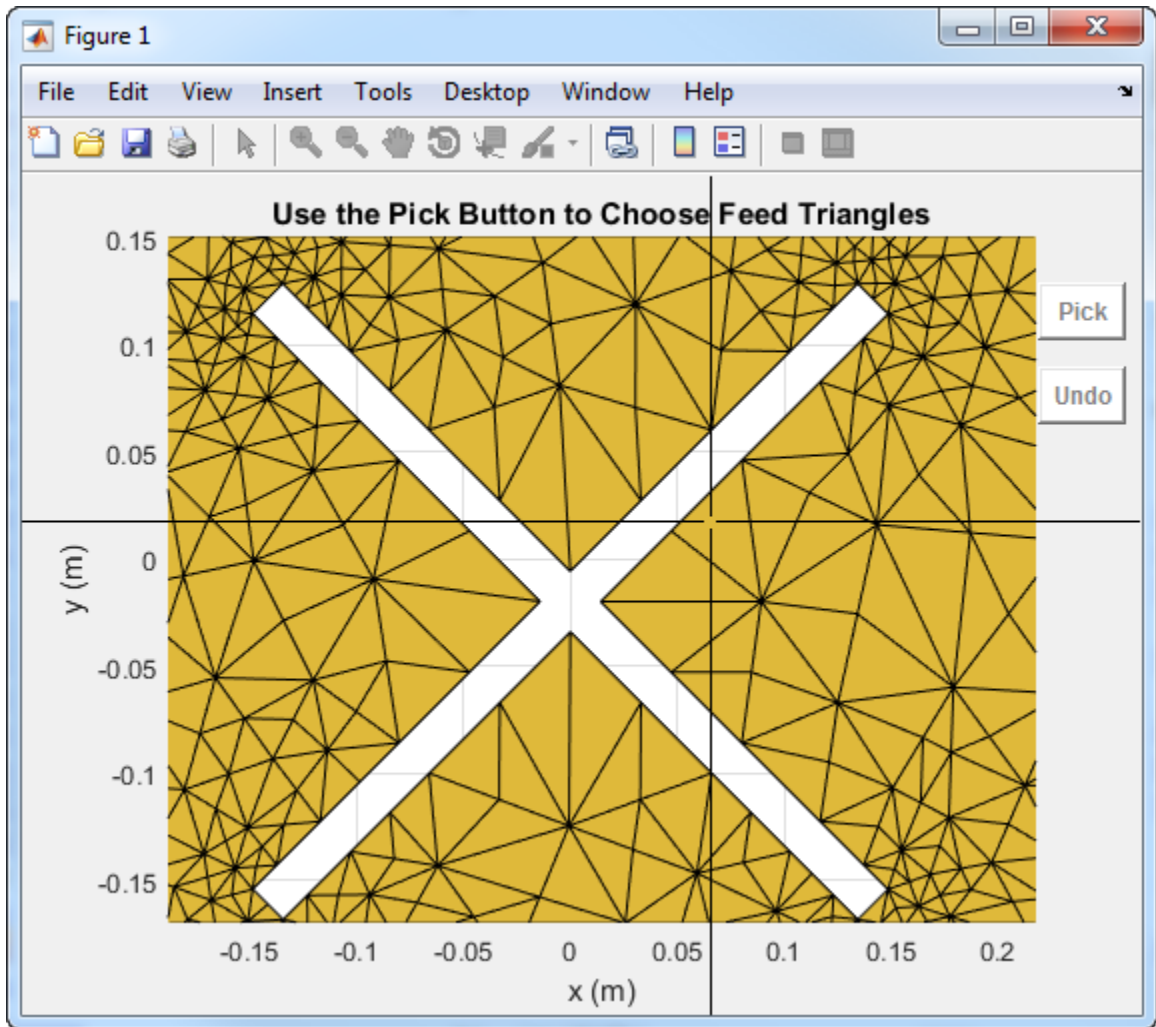 Figure 1
File Edit View Insert Tools Desktop Window Help
Use the Pick Button to Choose Feed Triangles
0.15
0.1
0.05
0
-0.05
-0.1
-0.15
y (m)
Pick
Undo
-0.15 -0.1 -0.05 0 0.05 0.1 0.15 0.2
x (m)